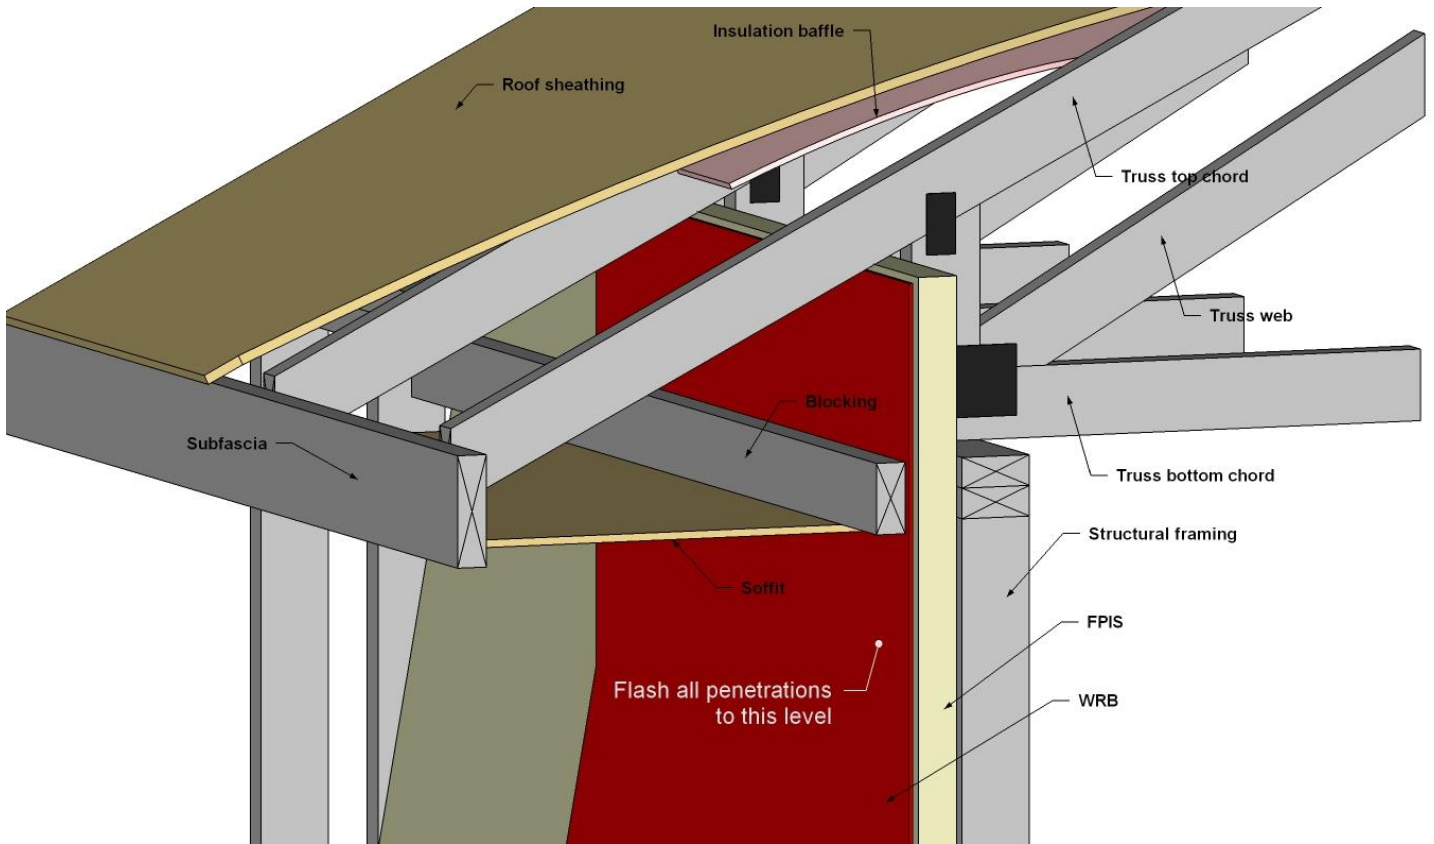 Insulation baffle
Roof sheathing
Truss top chord
Truss web
Blocking
Subfascia
Truss bottom chord
Structural framing
Soffit
FPIS
Flash all penetrations
to this level
WRB